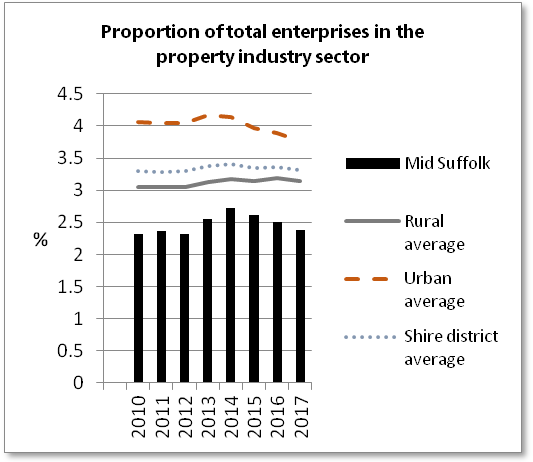 Proportion of total enterprises in the
property industry sector
4.5
4
3.5
3
2.5
2
1.5
1
0.5
0
%
2010
2011
2012
2013
2014
2015
2016
2017
Mid Suffolk
Rural
average
Urban
average
Shire district
average